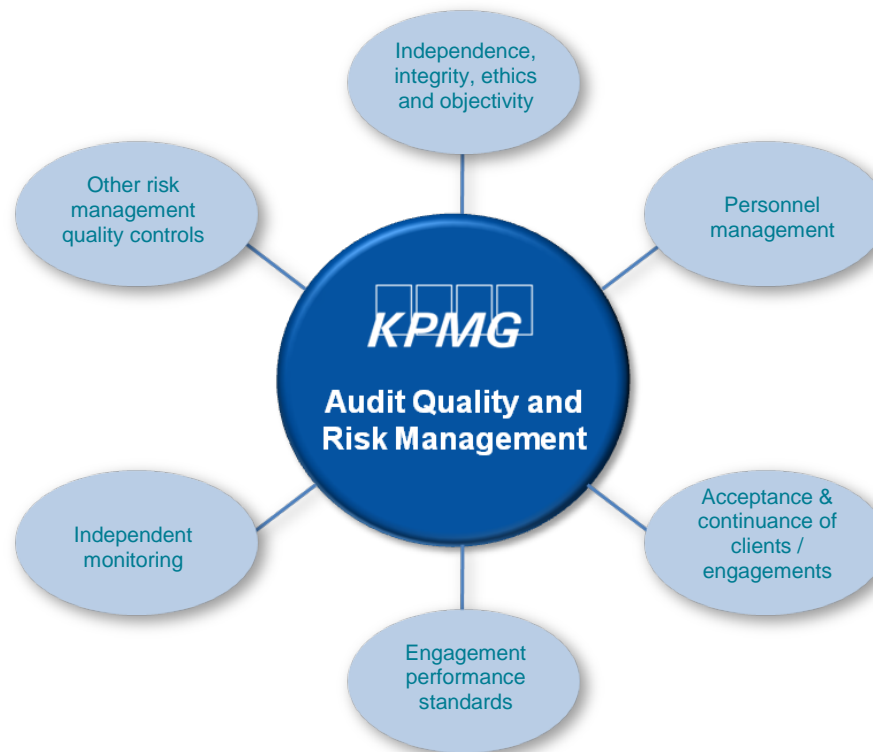 Independence,
integrity, ethics
and objectivity
Other risk
management
quality controls
Personnel
management
KPMG
Audit Quality and
Risk Management
Independent
monitoring
Acceptance &
continuance of
clients /
engagements
Engagement
performance
standards